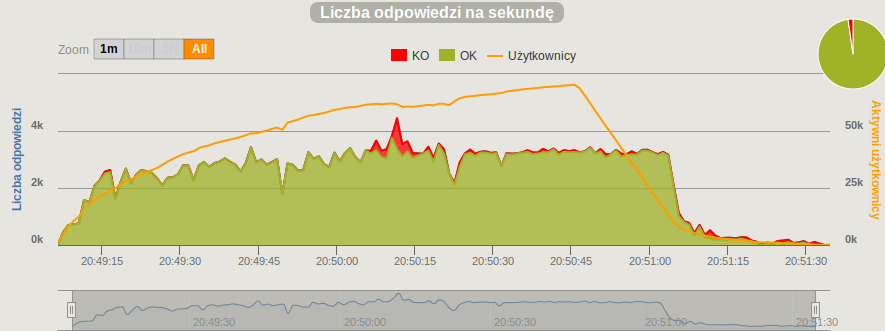 Liczba odpowiedzi na sekundę
Zoom 1m 10m 1h All
KO OK Użytkownicy
Liczba odpowiedzi
4k
2k
0k
50k
25k
0k
Aktywni użytkownicy
20:49:15 20:49:30 20:49:45 20:50:00 20:50:15 20:50:30 20:50:45 20:51:00 20:51:15 20:51:30
20:49:30 20:50:00 20:50:30 20:51:00 20:51:30